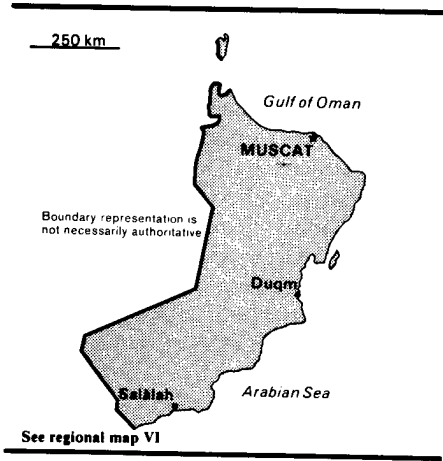 250 km
Gulf of Oman
MUSCAT
Boundary representation is
not necessarily authoritative
Duqm
Salālah
Arabian Sea
See regional map VI